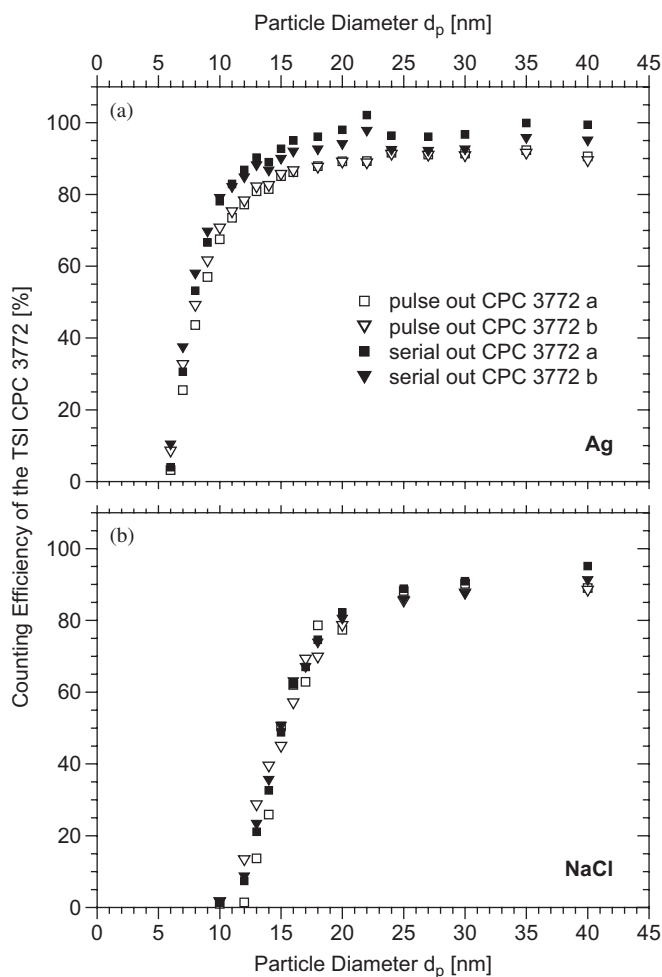 Particle Diameter dp [nm]
0 5 10 15 20 25 30 35 40 45
(a)
100
80
60
40
20
0
pulse out CPC 3772 a
pulse out CPC 3772 b
serial out CPC 3772 a
serial out CPC 3772 b
Ag
Counting Efficiency of the TSI CPC 3772 [%]
(b)
100
80
60
40
20
0
NaCl
0 5 10 15 20 25 30 35 40 45
Particle Diameter dp [nm]